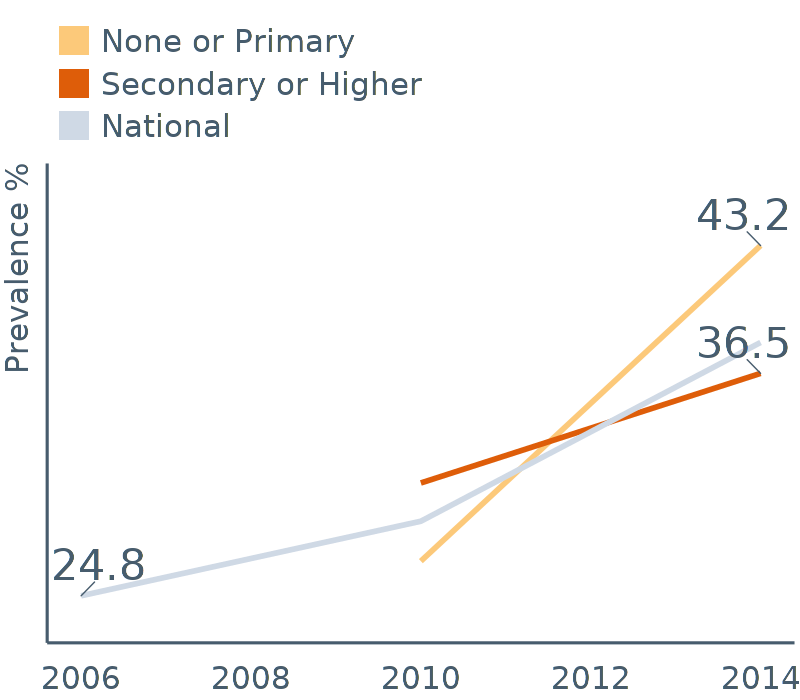 None or Primary
Secondary or Higher
National
Prevalence %
43.2
36.5
24.8
2006 2008 2010 2012 2014